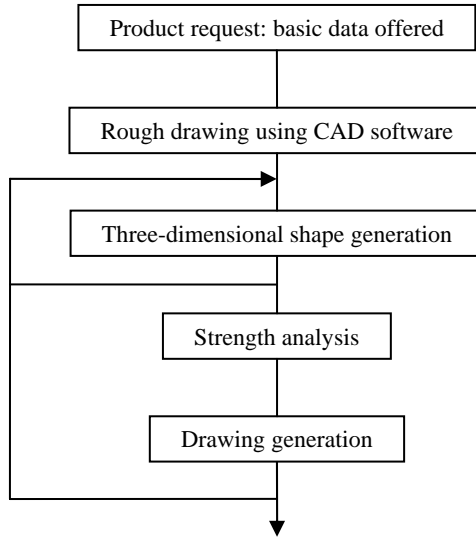 Product request: basic data offered
Rough drawing using CAD software
Three-dimensional shape generation
Strength analysis
Drawing generation